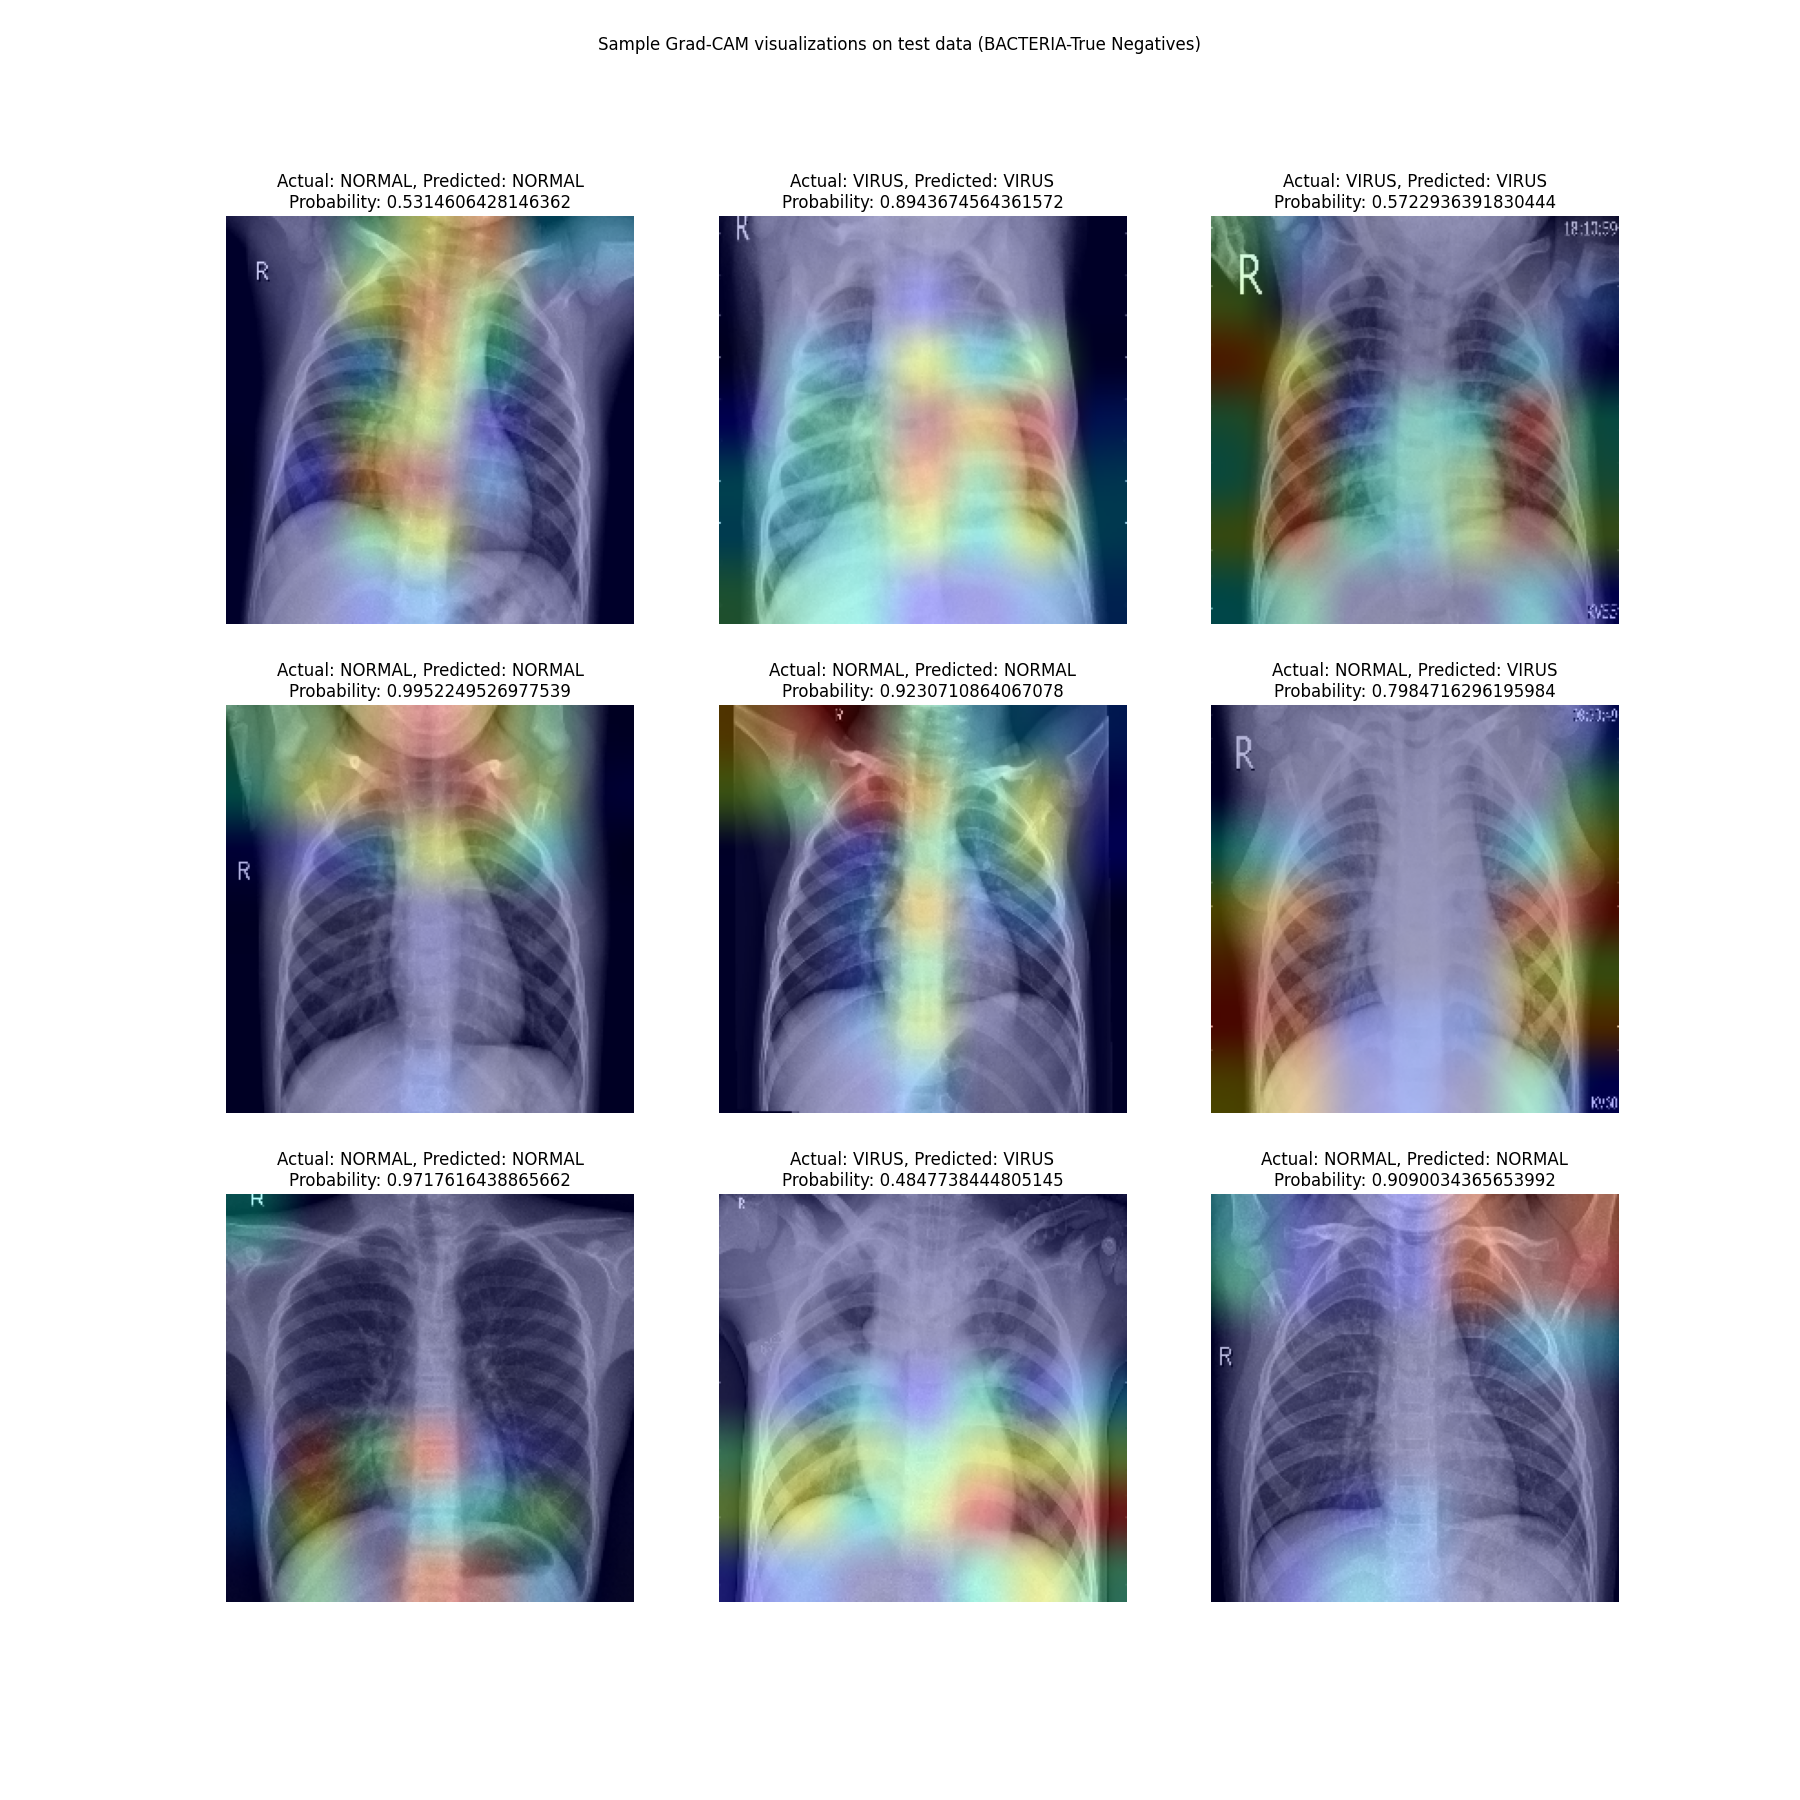 Sample Grad-CAM visualizations on test data (BACTERIA-True Negatives)
Actual: NORMAL, Predicted: NORMAL
Probability: 0.5314606428146362
Actual: VIRUS, Predicted: VIRUS
Probability: 0.8943674564361572
Actual: VIRUS, Predicted: VIRUS
Probability: 0.5722936391830444
R
R
R
18:10:59
Actual: NORMAL, Predicted: NORMAL
Probability: 0.9952249526977539
Actual: NORMAL, Predicted: NORMAL
Probability: 0.9230710864067078
Actual: NORMAL, Predicted: VIRUS
Probability: 0.7984716296195984
R
R
R
Actual: NORMAL, Predicted: NORMAL
Probability: 0.9717616438865662
Actual: VIRUS, Predicted: VIRUS
Probability: 0.4847738444805145
Actual: NORMAL, Predicted: NORMAL
Probability: 0.9090034365653992
R
R
R